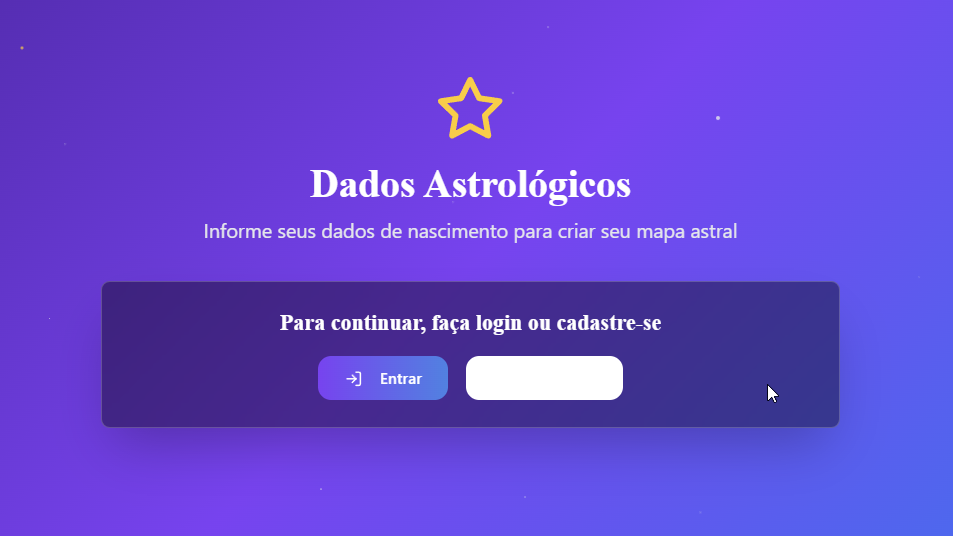 Dados Astrológicos
Informe seus dados de nascimento para criar seu mapa astral
Para continuar, faça login ou cadastre-se
Entrar